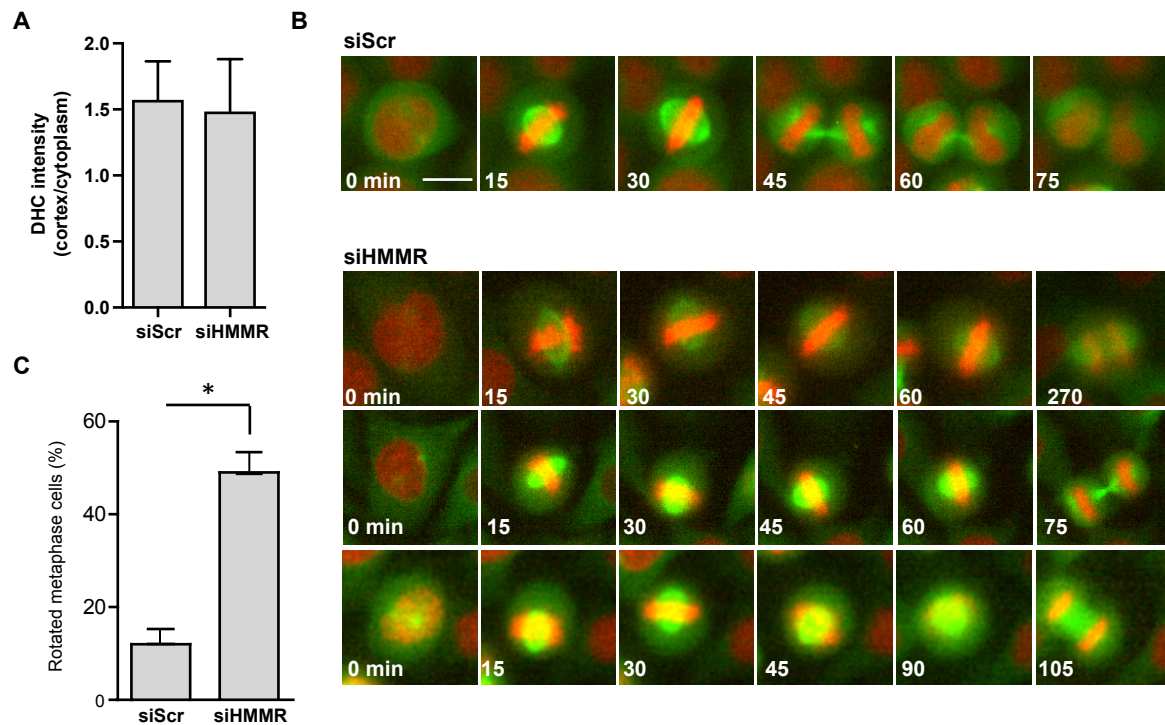 A
2.0
1.5
1.0
0.5
0.0
DHC intensity
(cortex/cytoplasm)
siScr siHMMR
B
siScr
0 min 15 30 45 60 75
siHMMR
0 min 15 30 45 60 270
0 min 15 30 45 60 75
0 min 15 30 45 90 105
C
*
60
40
20
0
Rotated metaphase cells (%)
siScr siHMMR